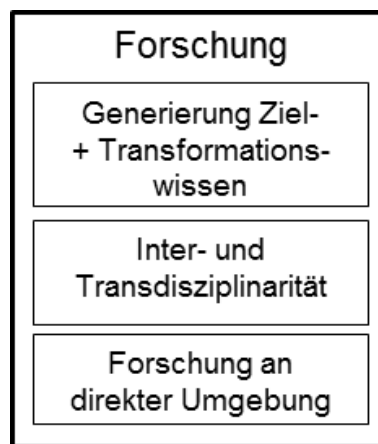 Forschung
Generierung Ziel-
+ Transformations-
wissen
Inter- und
Transdisziplinarität
Forschung an
direkter Umgebung